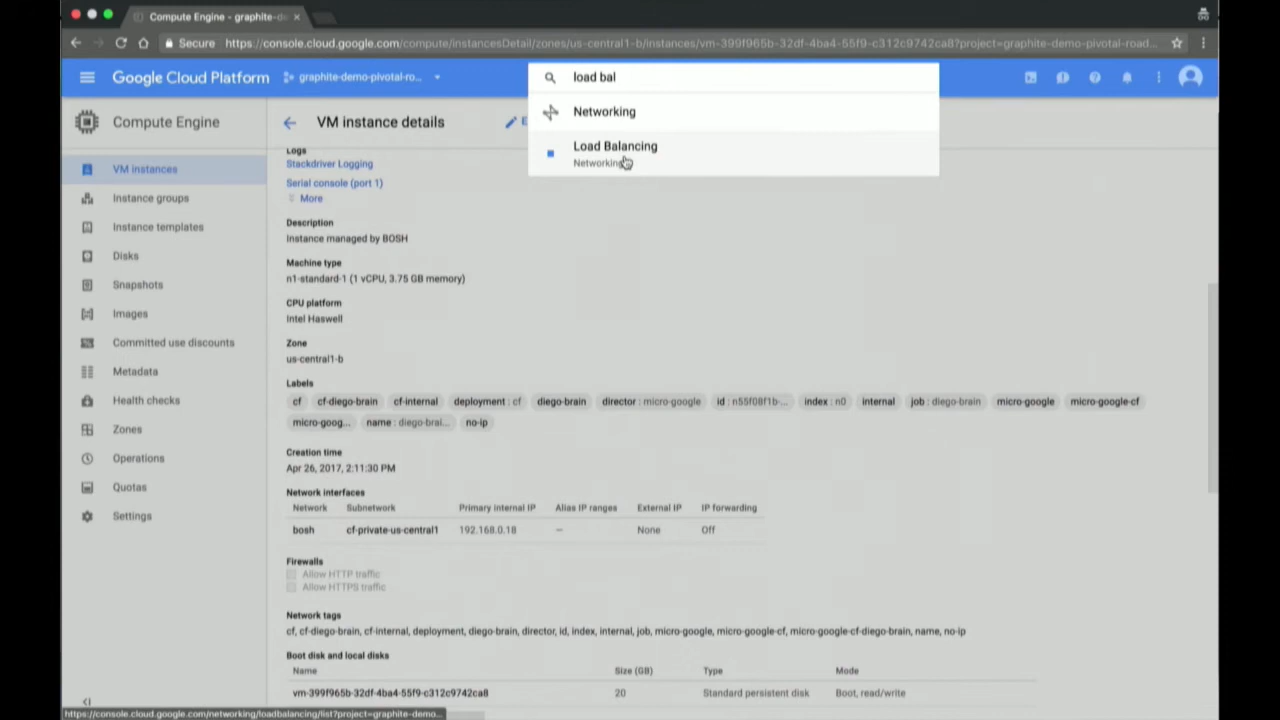 Compute Engine - graphite-de
Secure https://console.cloud.google.com/compute/instancesDetail/zones/us-central1-b/instances/vm-399f965b-32df-4ba4-55f9-c312c9742ca8?project=graphite-demo-pivotal-road...
Google Cloud Platform graphite-demo-pivotal-ro... load bal
Networking
Load Balancing
Networking
Compute Engine
VM instance details
VM instances
Instance groups
Instance templates
Disks
Snapshots
Images
Committed use discounts
Metadata
Health checks
Zones
Operations
Quotas
Settings
Logs
Stackdriver Logging
Serial console (port 1)
More
Description
Instance managed by BOSH
Machine type
n1-standard-1 (1 vCPU, 3.75 GB memory)
CPU platform
Intel Haswell
Zone
us-central1-b
Labels
cf cf-diego-brain cf-internal deployment : cf diego-brain director : micro-google id : n55f08f1b-... index : n0 internal job : diego-brain micro-google micro-google-cf
micro-goog... name : diego-brai... no-ip
Creation time
Apr 26, 2017, 2:11:30 PM
Network interfaces
Network Subnetwork Primary internal IP Alias IP ranges External IP IP forwarding
bosh cf-private-us-central1 192.168.0.18 — None Off
Firewalls
Allow HTTP traffic
Allow HTTPS traffic
Network tags
cf, cf-diego-brain, cf-internal, deployment, diego-brain, director, id, index, internal, job, micro-google, micro-google-cf, micro-google-cf-diego-brain, name, no-ip
Boot disk and local disks
Name Size (GB) Type Mode
vm-399f965b-32df-4ba4-55f9-c312c9742ca8 20 Standard persistent disk Boot, read/write
https://console.cloud.google.com/networking/loadbalancing/list?project=graphite-demo...